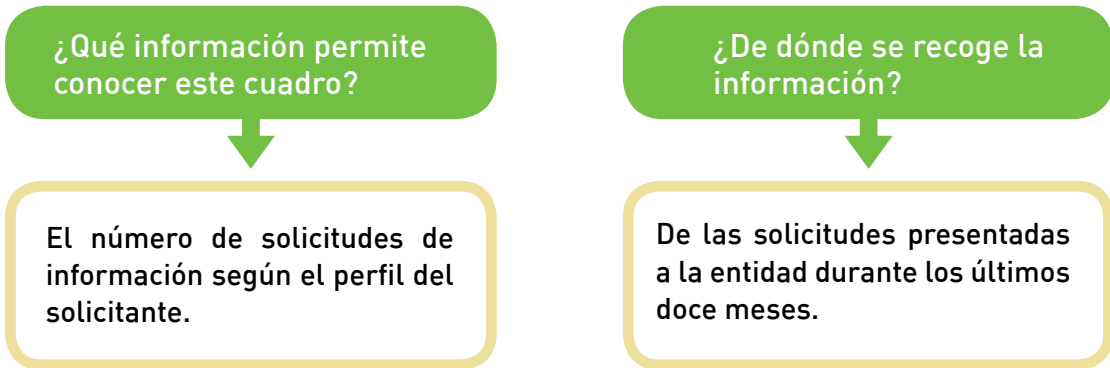 ¿Qué información permite
conocer este cuadro?
El número de solicitudes de
información según el perfil del
solicitante.
¿De dónde se recoge la
información?
De las solicitudes presentadas
a la entidad durante los últimos
doce meses.